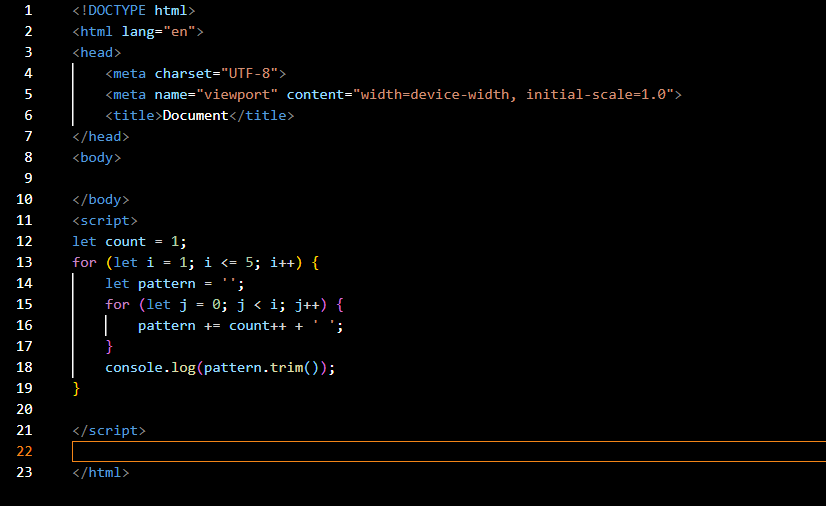 1 <!DOCTYPE html>
2 <html lang="en">
3 <head>
4     <meta charset="UTF-8">
5     <meta name="viewport" content="width=device-width, initial-scale=1.0">
6     <title>Document</title>
7 </head>
8 <body>
9
10 </body>
11 <script>
12 let count = 1;
13 for (let i = 1; i <= 5; i++) {
14     let pattern = '';
15     for (let j = 0; j < i; j++) {
16         pattern += count++ + ' ';
17     }
18     console.log(pattern.trim());
19 }
20
21 </script>
22
23 </html>